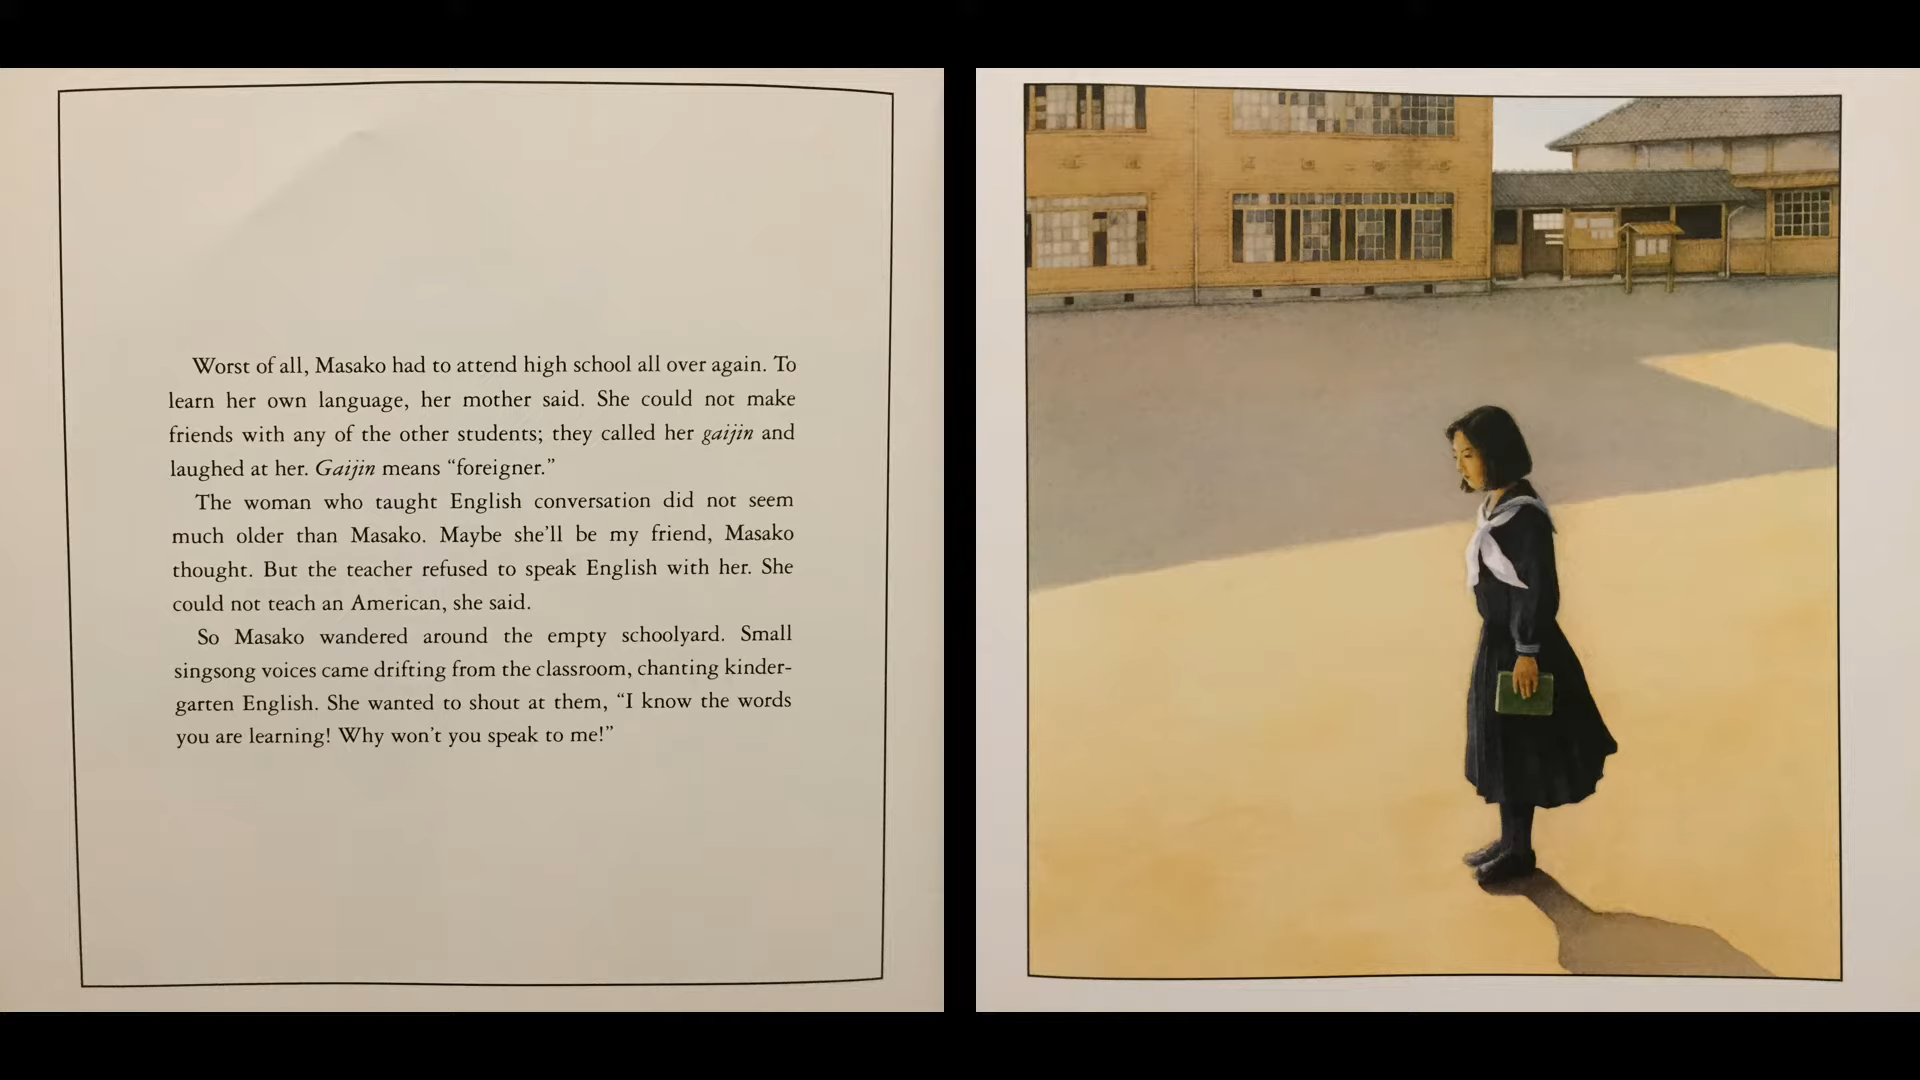 Worst of all, Masako had to attend high school all over again. To
learn her own language, her mother said. She could not make
friends with any of the other students; they called her gaijin and
laughed at her. Gaijin means “foreigner.”
The woman who taught English conversation did not seem
much older than Masako. Maybe she’ll be my friend, Masako
thought. But the teacher refused to speak English with her. She
could not teach an American, she said.
So Masako wandered around the empty schoolyard. Small
singsong voices came drifting from the classroom, chanting kinder-
garten English. She wanted to shout at them, “I know the words
you are learning! Why won’t you speak to me!”